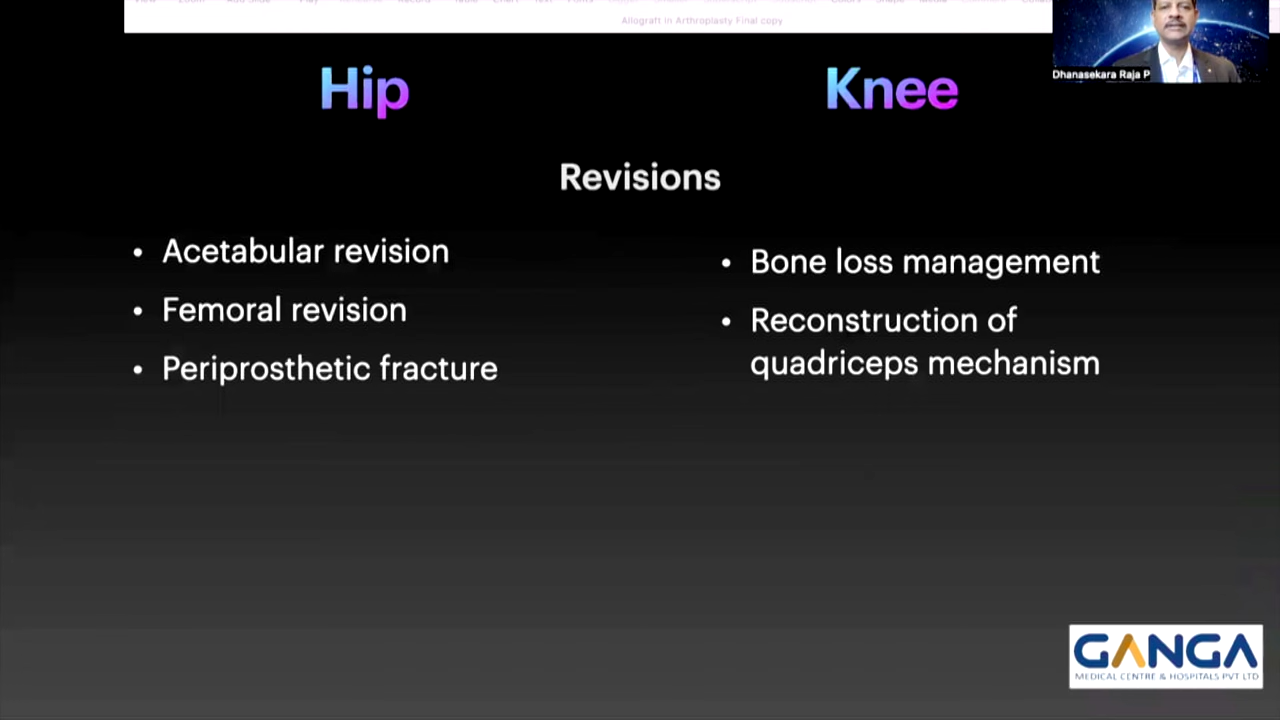 Allograft in Arthroplasty Final copy
Dhanasekara Raja P
Hip
Knee
Revisions
• Acetabular revision
• Femoral revision
• Periprosthetic fracture
• Bone loss management
• Reconstruction of
quadriceps mechanism
GANGA
MEDICAL CENTRE & HOSPITALS PVT LTD